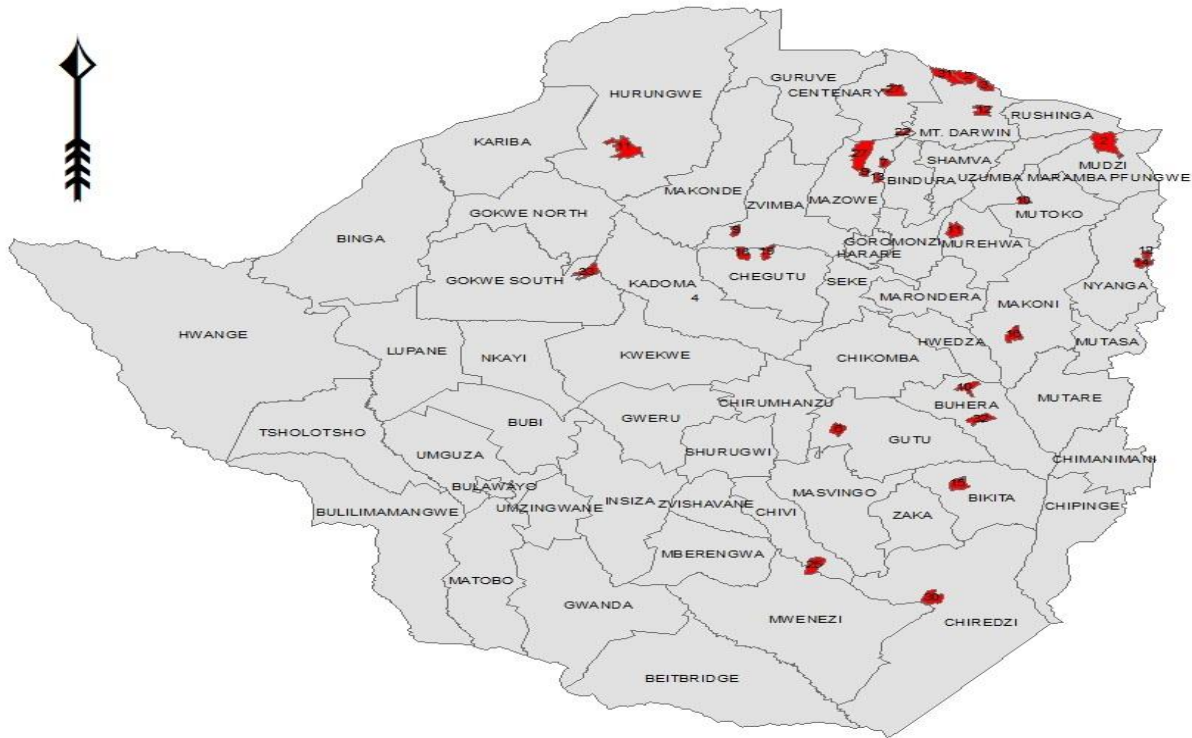 GURUVE
CENTENARY
HURUNGWE
RUSHINGA
MT. DARWIN
KARIBA
SHAMVA
MUDZI
UZUMBA
MARAMBA PFUNGWE
BINDURA
MAKONDE
ZVIMBA
MAZOWE
GOKWE NORTH
MUTOKO
BINGA
GOROMONZI
MUREHWA
HARARE
GOKWE SOUTH
KADOMA
4
CHEGUTU
SEKE
NYANGA
MARONDERA
MAKONI
HWANGE
LUPANE
NKAYI
KWEKWE
CHIKOMBA
HWEDZA
MUTASA
CHIRUMHANZU
BUHERA
MUTARE
TSHOLOTSHO
BUBI
GWERU
GUTU
UMGUZA
SHURUGWI
CHIMANIMANI
BULAWAYO
BULILIMAMANGWE
UMZINGWANE
INSIZA
ZVISHAVANE
CHIVI
MASVINGO
ZAKA
BIKITA
CHIPINGE
MBERENGWA
MATOBO
GWANDA
MWENEZI
CHIREDZI
BEITBRIDGE